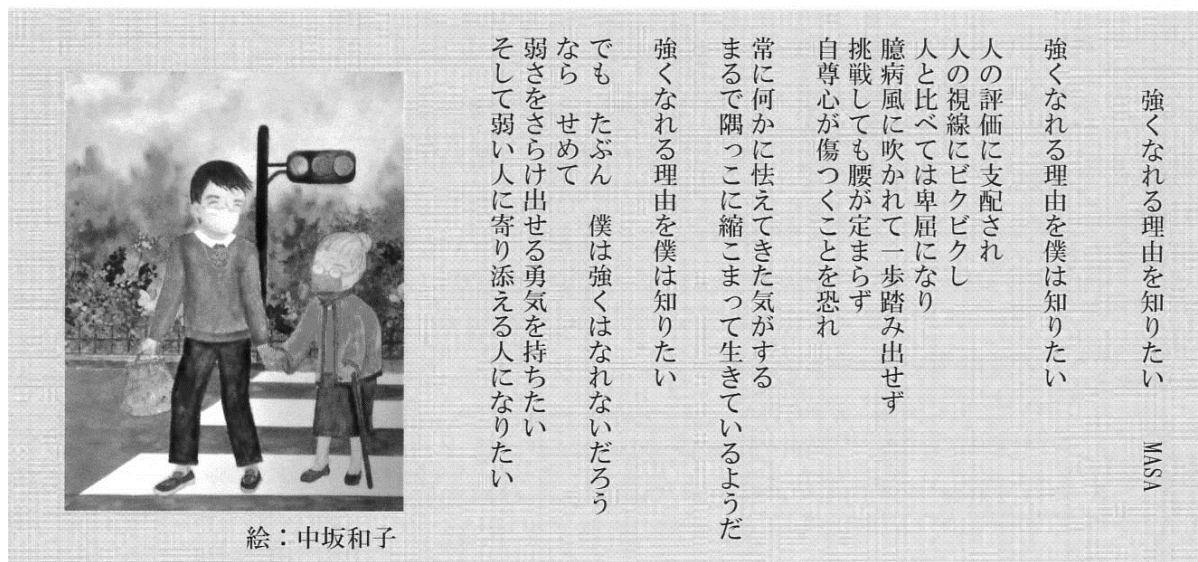 強くなれる理由を知りたい　　MASA
強くなれる理由を僕は知りたい
人の評価に支配され
人の視線にビクビクし
人と比べては卑屈になり
臆病風に吹かれて一歩踏み出せず
挑戦しても腰が定まらず
自尊心が傷つくことを恐れ
常に何かに怯えてきた気がする
まるで隅っこに縮こまって生きているようだ
強くなれる理由を僕は知りたい
でも　たぶん　僕は強くはなれないだろう
なら　せめて
弱さをさらけ出せる勇気を持ちたい
そして弱い人に寄り添える人になりたい
絵：中坂和子